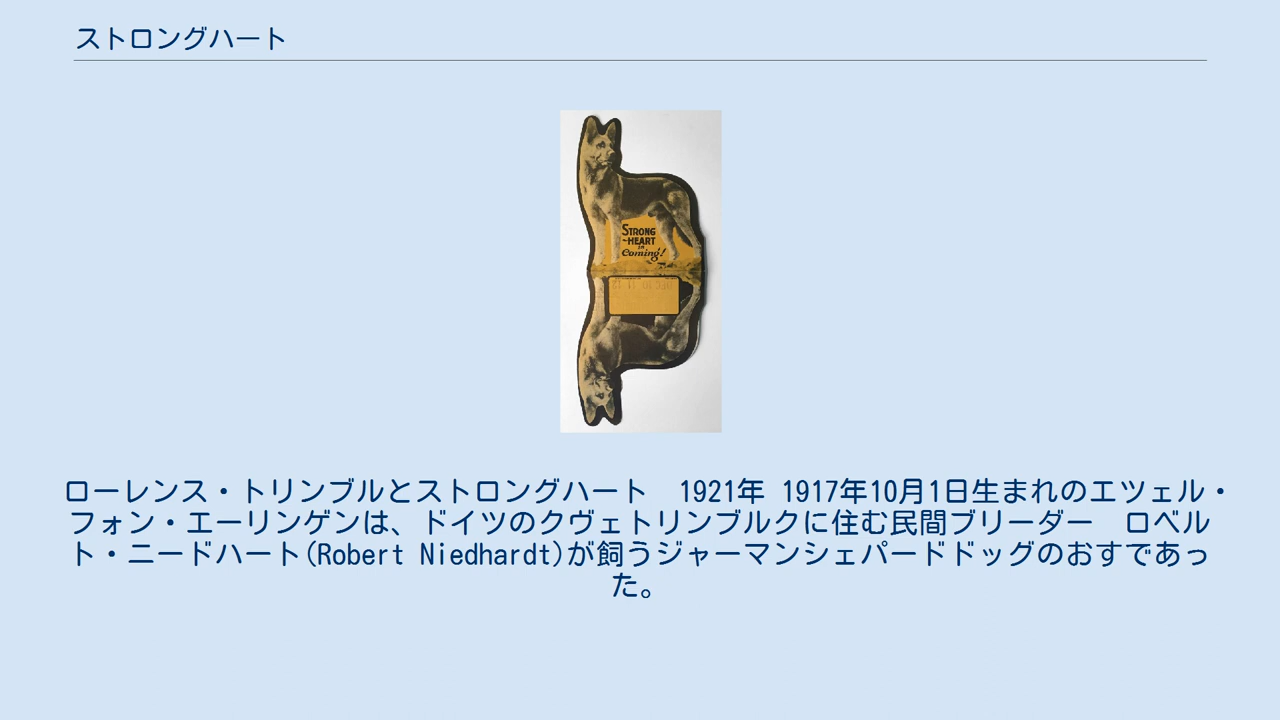 ストロングハート
STRONG
-HEART
is
Coming!
ローレンス・トリンブルとストロングハート　1921年 1917年10月1日生まれのエツェル・
フォン・エーリンゲンは、ドイツのクヴェトリンブルクに住む民間ブリーダー　ロベル
ト・ニードハート(Robert Niedhardt)が飼うジャーマンシェパードドッグのおすであっ
た。